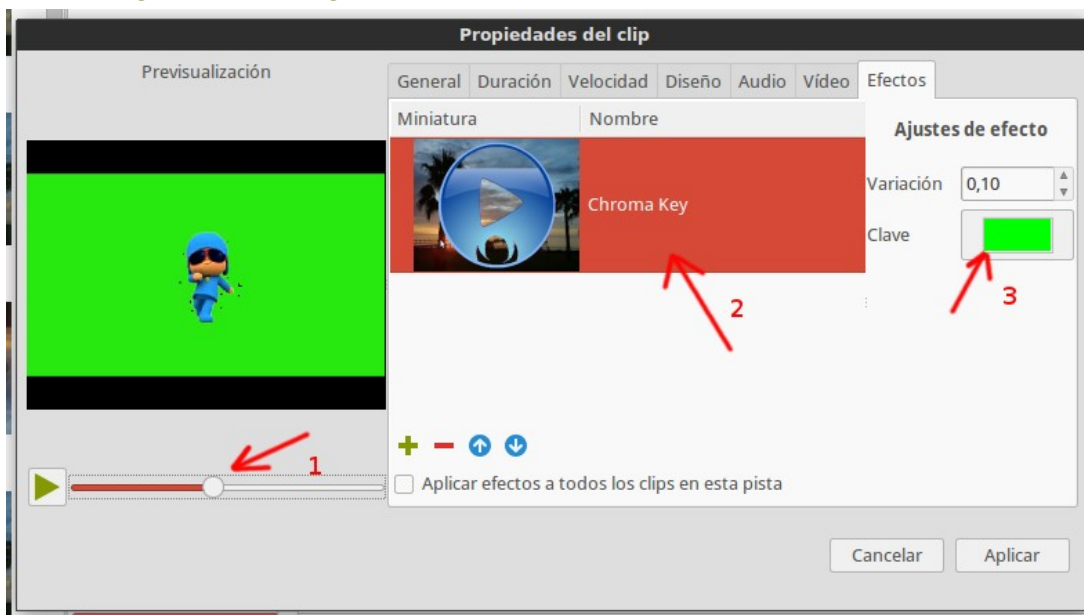 Propiedades del clip
Previsualización
General Duración Velocidad Diseño Audio Vídeo Efectos
Miniatura Nombre
Ajustes de efecto
Chroma Key
Variación 0,10
Clave
2
3
1
Aplicar efectos a todos los clips en esta pista
Cancelar Aplicar